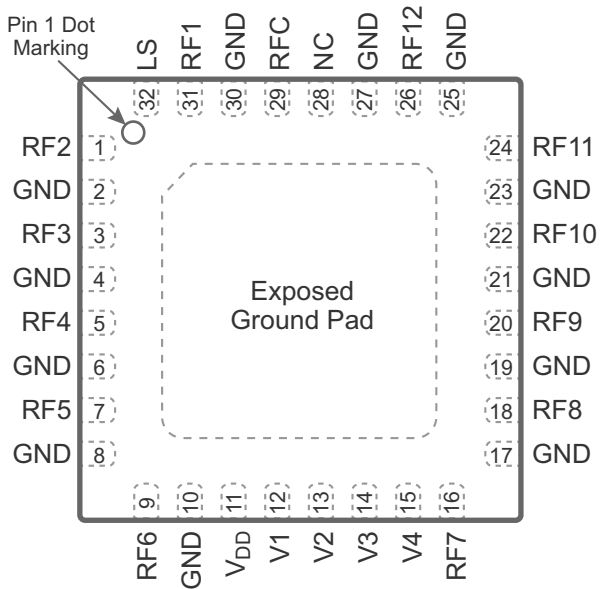 Pin 1 Dot
Marking
LS
RF1
GND
RFC
NC
GND
RF12
GND
32
31
30
29
28
27
26
25
RF2 1
GND 2
RF3 3
GND 4
RF4 5
GND 6
RF5 7
GND 8
Exposed
Ground Pad
24 RF11
23 GND
22 RF10
21 GND
20 RF9
19 GND
18 RF8
17 GND
9
10
11
12
13
14
15
16
RF6
GND
VDD
V1
V2
V3
V4
RF7